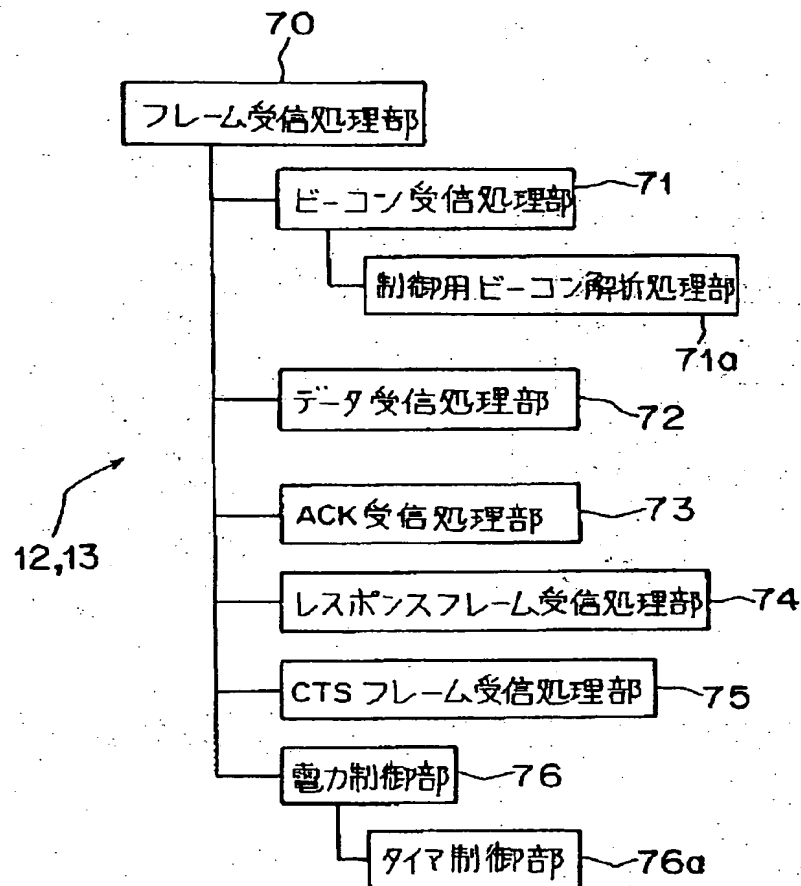 70
フレーム受信処理部
ビーコン受信処理部
71
制御用ビーコン解析処理部
71a
データ受信処理部
72
ACK受信処理部
73
12,13
レスポンスフレーム受信処理部
74
CTSフレーム受信処理部
75
電力制御部
76
タイマ制御部
76a